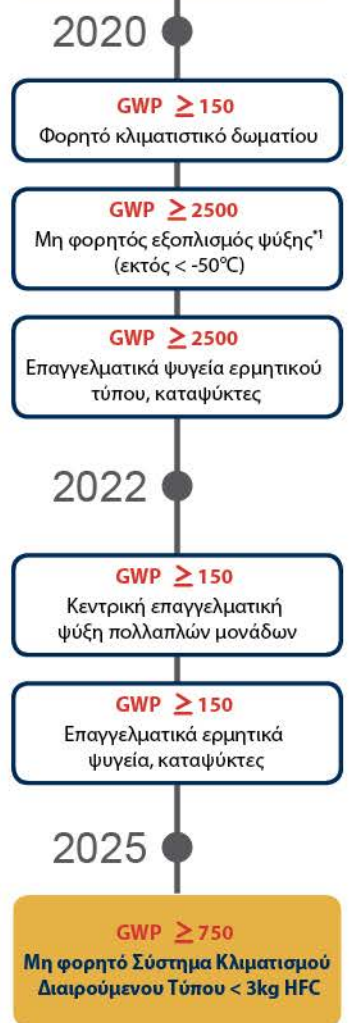 2020
GWP ≥ 150
Φορητό κλιματιστικό δωματίου
GWP ≥ 2500
Μη φορητός εξοπλισμός ψύξης*1
(εκτός < -50°C)
GWP ≥ 2500
Επαγγελματικά ψυγεία ερμητικού
τύπου, καταψύκτες
2022
GWP ≥ 150
Κεντρική επαγγελματική
ψύξη πολλαπλών μονάδων
GWP ≥ 150
Επαγγελματικά ερμητικά
ψυγεία, καταψύκτες
2025
GWP ≥ 750
Μη φορητό Σύστημα Κλιματισμού
Διαιρούμενου Τύπου < 3kg HFC